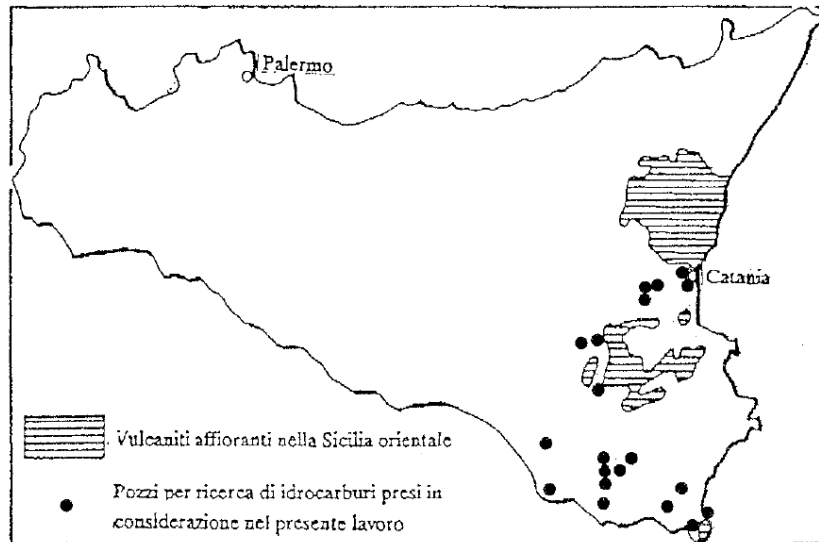 Palermo
Catania
Vulcaniti affioranti nella Sicilia orientale
Pozzi per ricerca di idrocarburi presi in
considerazione nel presente lavoro